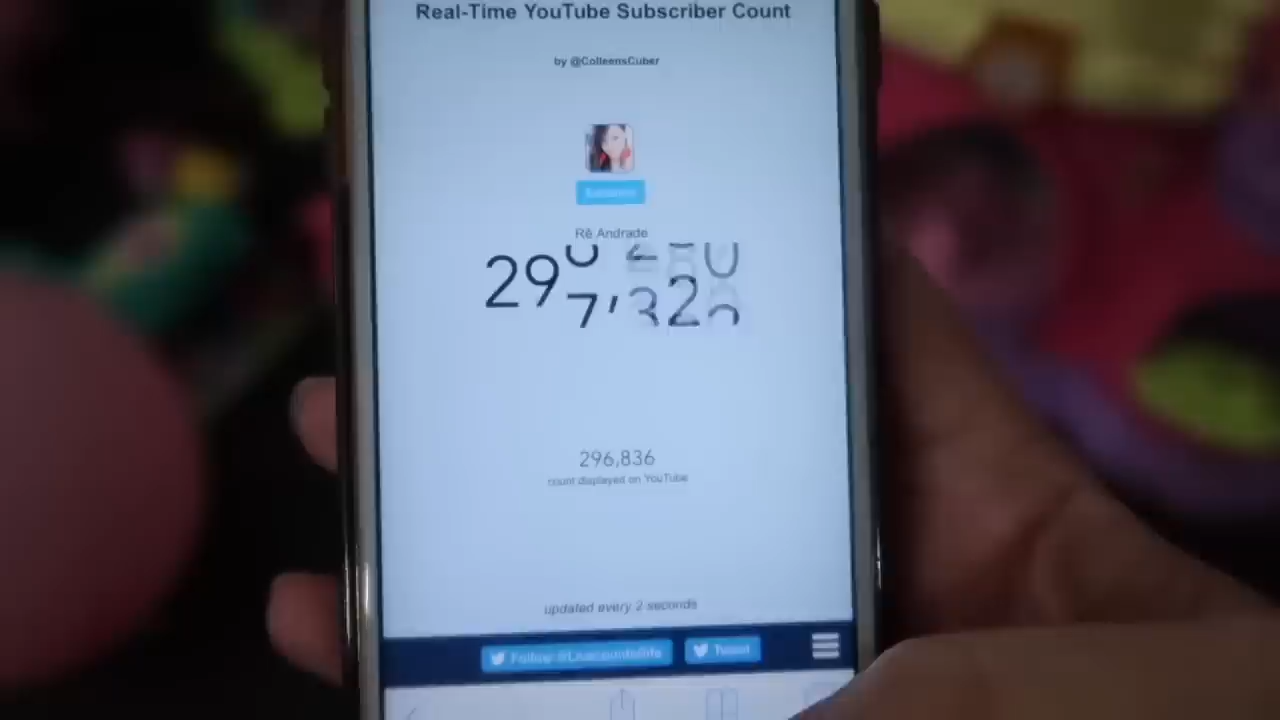 Real-Time YouTube Subscriber Count
by @ColleensCuber
Rê Andrade
296,836
count displayed on YouTube
updated every 2 seconds
Tweet